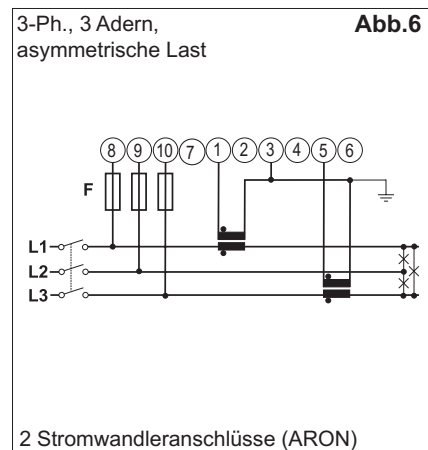 3-Ph., 3 Adern, Abb.6
asymmetrische Last
8 9 10 7 1 2 3 4 5 6
F
L1
L2
L3
2 Stromwandleranschlüsse (ARON)